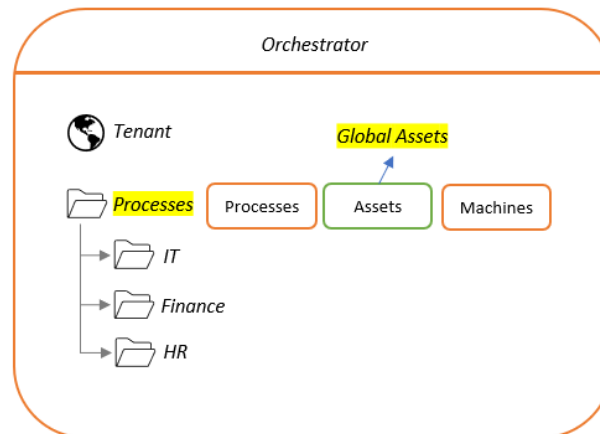 Orchestrator
Tenant
Global Assets
Processes
Processes
Assets
Machines
IT
Finance
HR